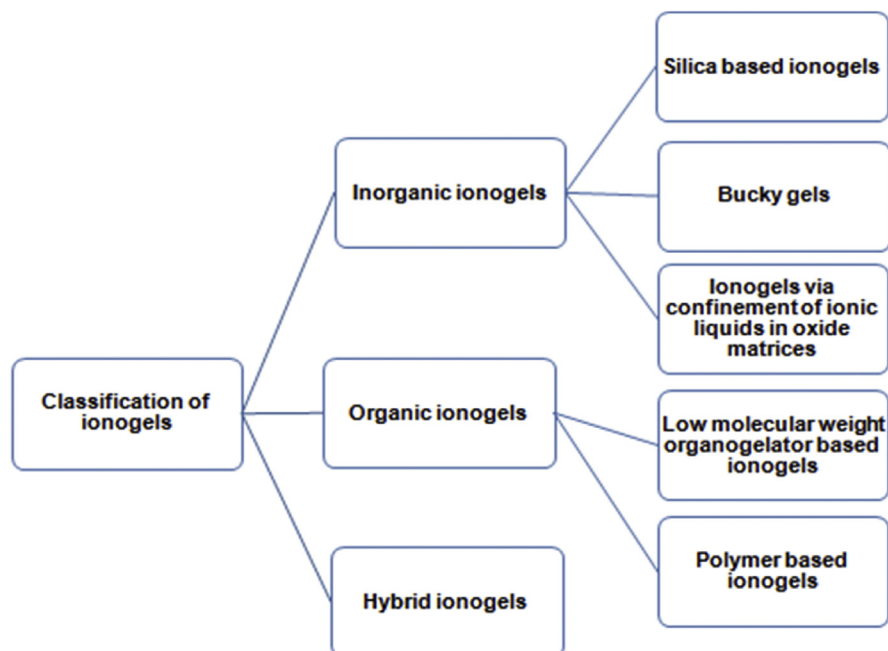 Classification of
ionogels
Inorganic ionogels
Silica based ionogels
Bucky gels
Ionogels via
confinement of ionic
liquids in oxide
matrices
Organic ionogels
Low molecular weight
organogelator based
ionogels
Polymer based
ionogels
Hybrid ionogels